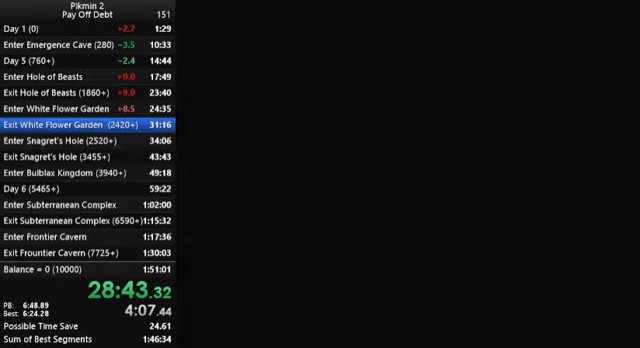 Pikmin 2
Pay Off Debt 151
Day 1 (0) +2.7 1:29
Enter Emergence Cave (280) -3.5 10:33
Day 5 (760+) -2.4 14:44
Enter Hole of Beasts +0.0 17:49
Exit Hole of Beasts (1860+) +9.0 23:40
Enter White Flower Garden +8.5 24:35
Exit White Flower Garden (2420+) 31:16
Enter Snagret's Hole (2520+) 34:06
Exit Snagret's Hole (3455+) 43:43
Enter Bulblax Kingdom (3940+) 49:18
Day 6 (5465+) 59:22
Enter Subterranean Complex 1:02:00
Exit Subterranean Complex (6590+) 1:15:32
Enter Frontier Cavern 1:17:36
Exit Frountier Cavern (7725+) 1:30:03
Balance = 0 (10000) 1:51:01
28:43.32
PB: 6:48.89
Best: 6:24.28 4:07.44
Possible Time Save 24.61
Sum of Best Segments 1:46:34